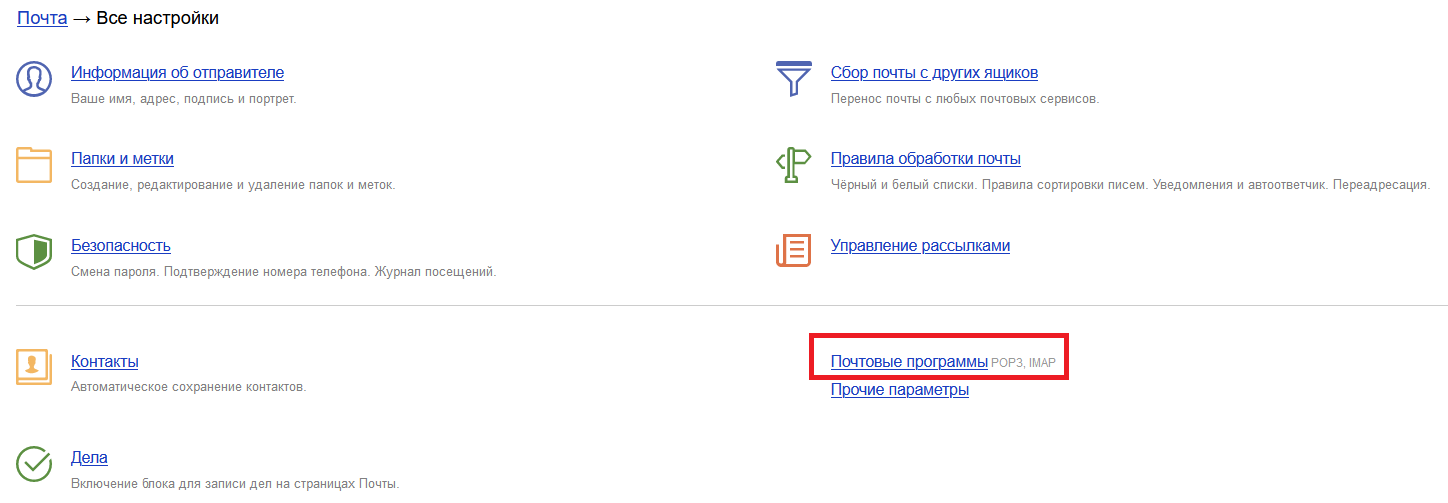 Почта → Все настройки
Информация об отправителе
Ваше имя, адрес, подпись и портрет.
Сбор почты с других ящиков
Перенос почты с любых почтовых сервисов.
Папки и метки
Создание, редактирование и удаление папок и меток.
Правила обработки почты
Чёрный и белый списки. Правила сортировки писем. Уведомления и автоответчик. Переадресация.
Безопасность
Смена пароля. Подтверждение номера телефона. Журнал посещений.
Управление рассылками
Контакты
Автоматическое сохранение контактов.
Почтовые программы POP3, IMAP
Прочие параметры
Дела
Включение блока для записи дел на страницах Почты.